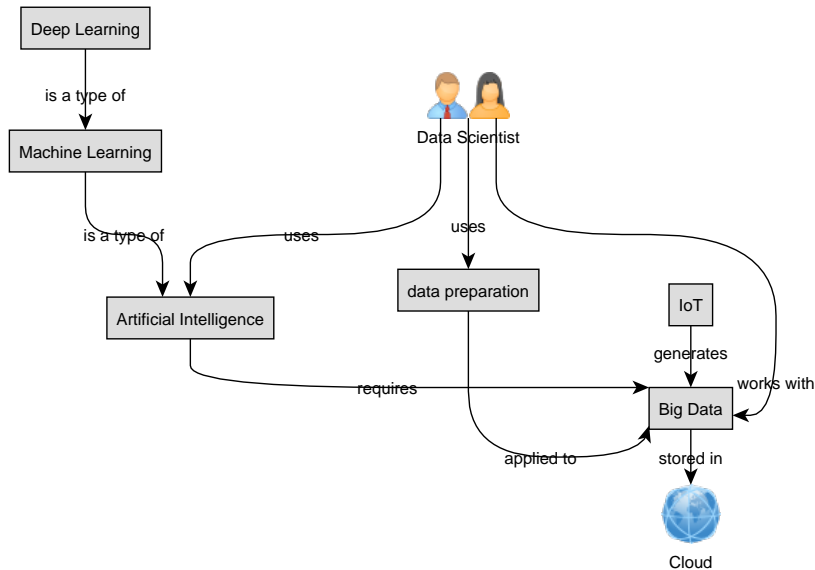 Deep Learning
is a type of
Machine Learning
Data Scientist
is a type of
uses
uses
data preparation
IoT
Artificial Intelligence
generates
requires
works with
Big Data
applied to
stored in
Cloud